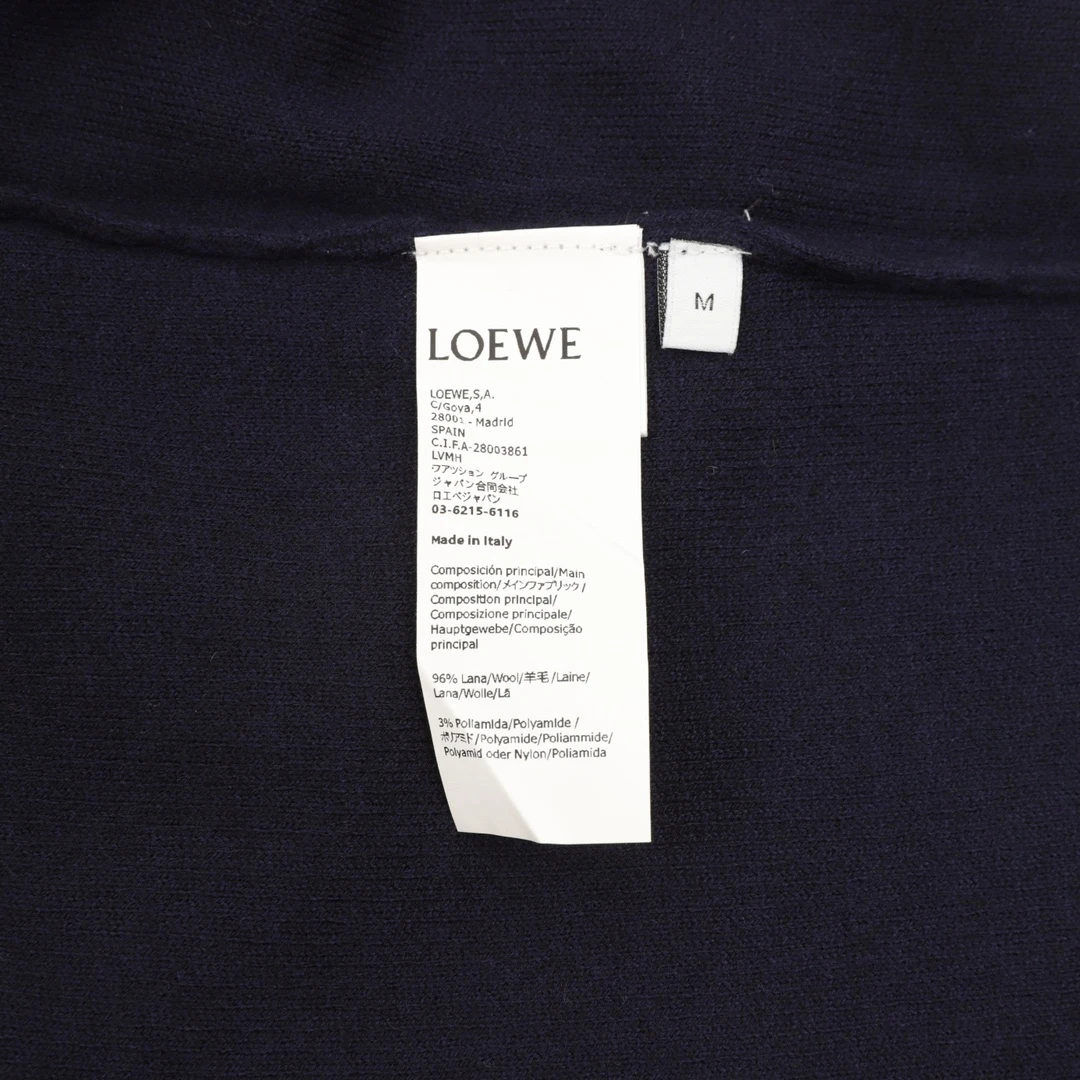 LOEWE
M
LOEWE,S,A.
C/Goya,4
28001 - Madrid
SPAIN
C.I.F.A-28003861
LVMH
ワアッション グループ
ジャパン合同会社
ロエベジャパン
03-6215-6116
Made in Italy
Composición principal/Main
composition/メインファブリック/
Composition principal/
Composizione principale/
Hauptgewebe/Composição
principal
96% Lana/Wool/羊毛/Laine/
Lana/Wolle/Lã
3% Poliamida/Polyamide /
ポリアミド/Polyamide/Poliammide/
Polyamid oder Nylon/Poliamida